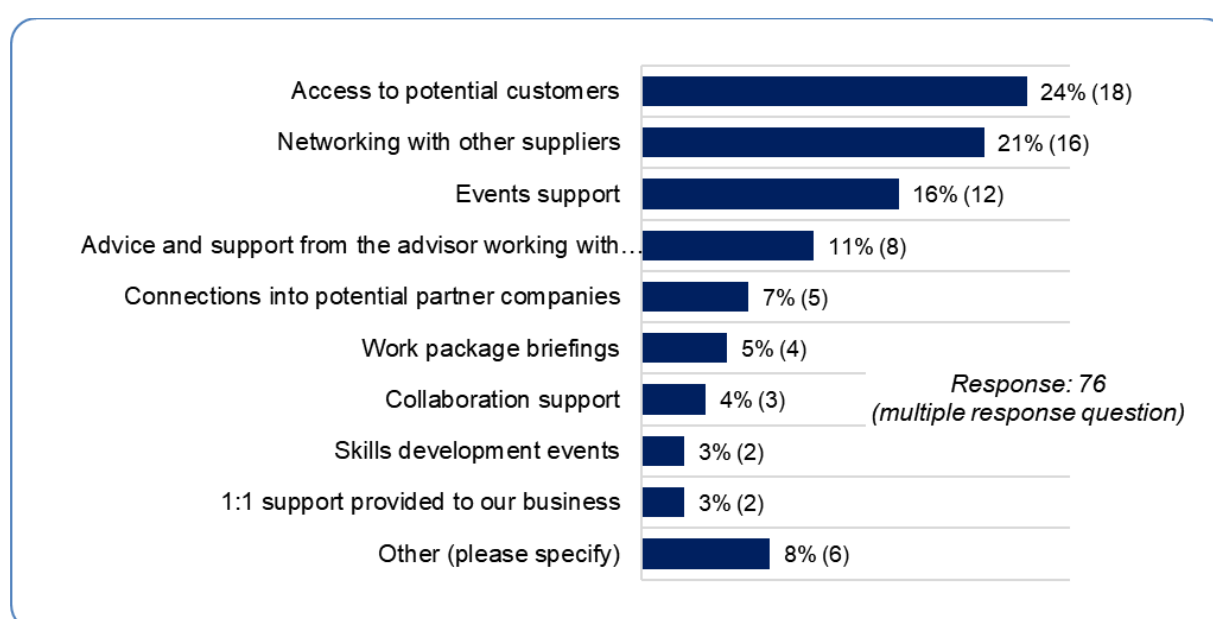 Access to potential customers 24% (18)
Networking with other suppliers 21% (16)
Events support 16% (12)
Advice and support from the advisor working with… 11% (8)
Connections into potential partner companies 7% (5)
Work package briefings 5% (4)
Collaboration support 4% (3)
Response: 76
(multiple response question)
Skills development events 3% (2)
1:1 support provided to our business 3% (2)
Other (please specify) 8% (6)